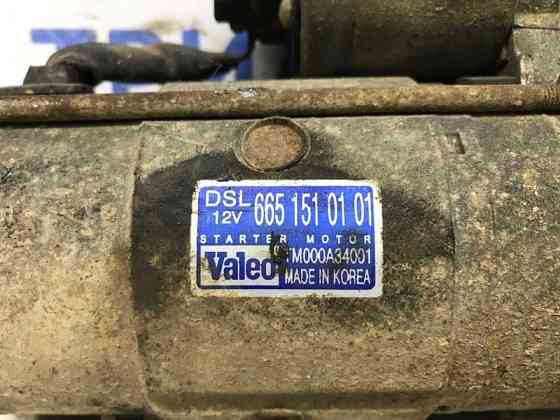 DSL 665 151 01 01
12V
STARTER MOTOR
Valeo TM000A34001
MADE IN KOREA